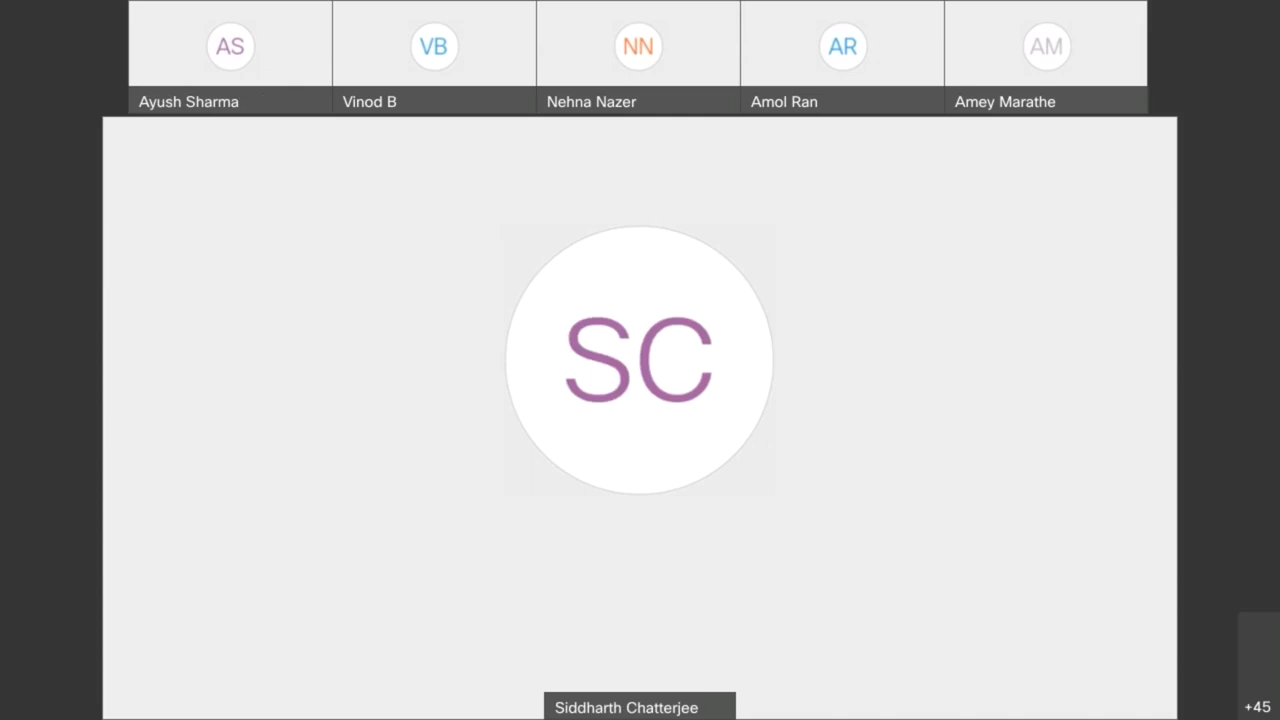 AS
VB
NN
AR
AM
Ayush Sharma
Vinod B
Nehna Nazer
Amol Ran
Amey Marathe
SC
Siddharth Chatterjee
+45